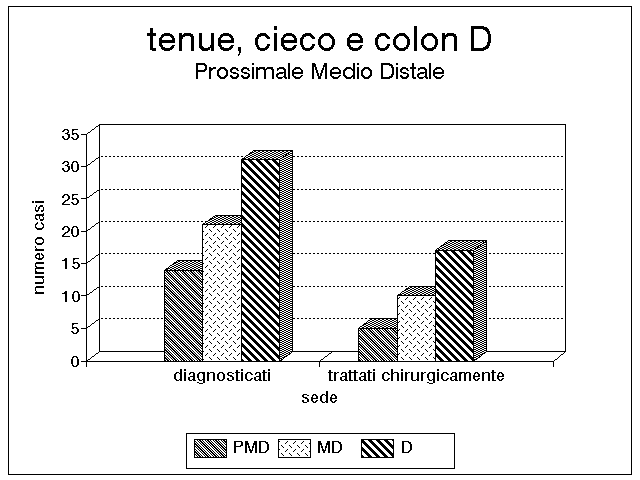 tenue, cieco e colon D
Prossimale Medio Distale
35
30
25
20
15
10
5
0
numero casi
diagnosticati
trattati chirurgicamente
sede
PMD
MD
D